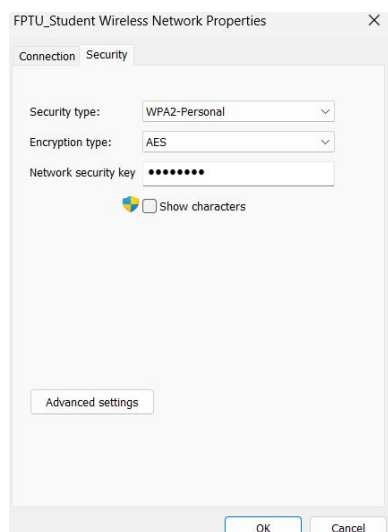 FPTU_Student Wireless Network Properties
Connection Security
Security type: WPA2-Personal
Encryption type: AES
Network security key ••••••••
Show characters
Advanced settings
OK Cancel